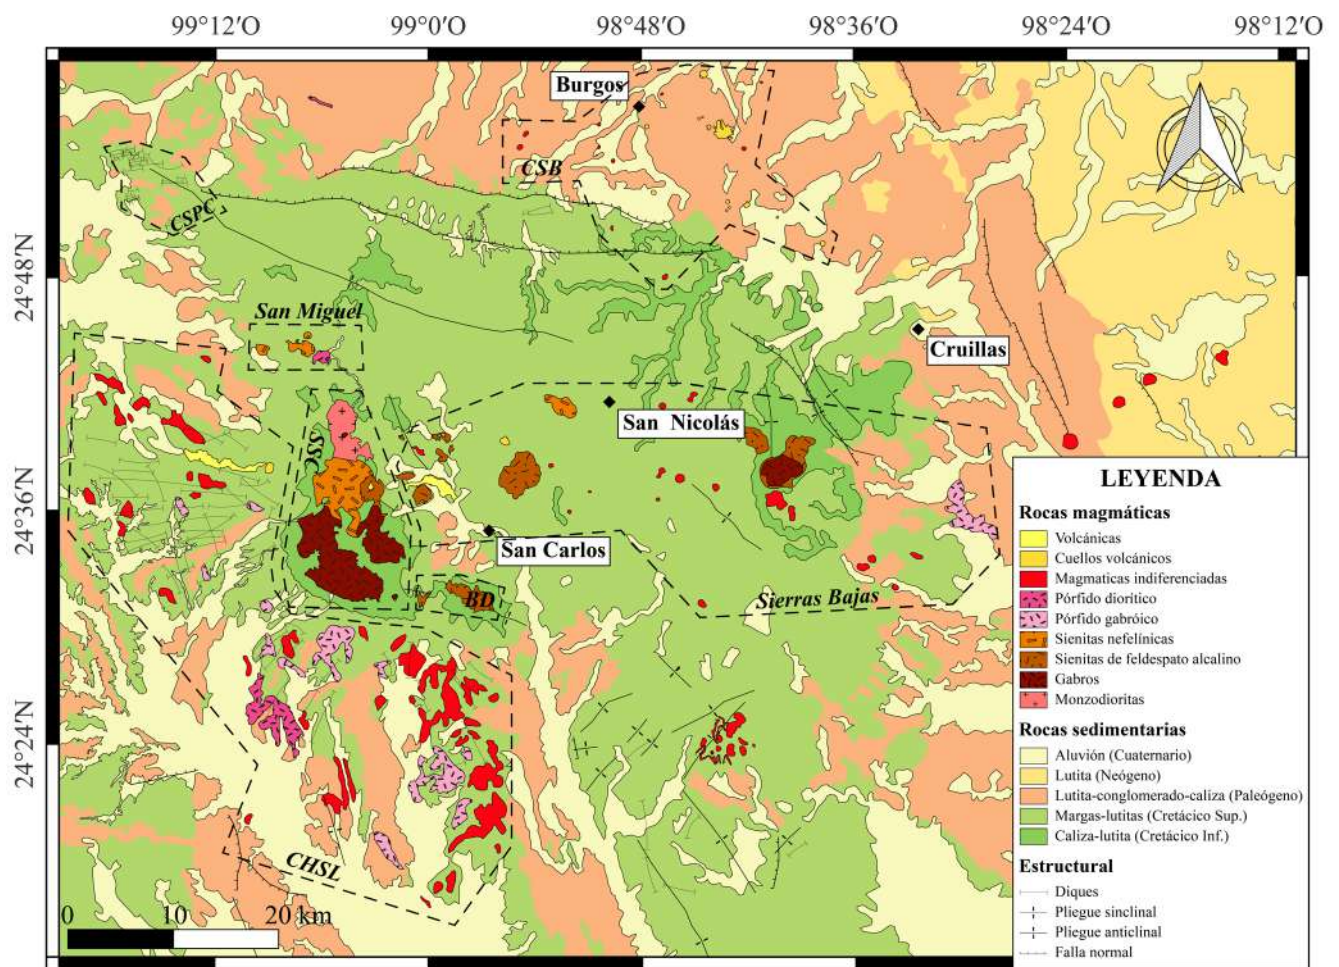 99°12′O 99°00′O 98°48′O 98°36′O 98°24′O 98°12′O
Burgos
CSB
CSPC
24°48′N
San Miguel
Cruillas
San Nicolás
SSC
24°36′N
San Carlos
BD
Sierras Bajas
24°24′N
CHSL
0 10 20 km
LEYENDA
Rocas magmáticas
Volcánicas
Cuellos volcánicos
Magmaticas indiferenciadas
Pórfido diorítico
Pórfido gabróico
Sienitas nefelínicas
Sienitas de feldespato alcalino
Gabros
Monzodioritas
Rocas sedimentarias
Aluvión (Cuaternario)
Lutita (Neógeno)
Lutita-conglomerado-caliza (Paleógeno)
Margas-lutitas (Cretácico Sup.)
Caliza-lutita (Cretácico Inf.)
Estructural
Diques
Pliegue sinclinal
Pliegue anticlinal
Falla normal